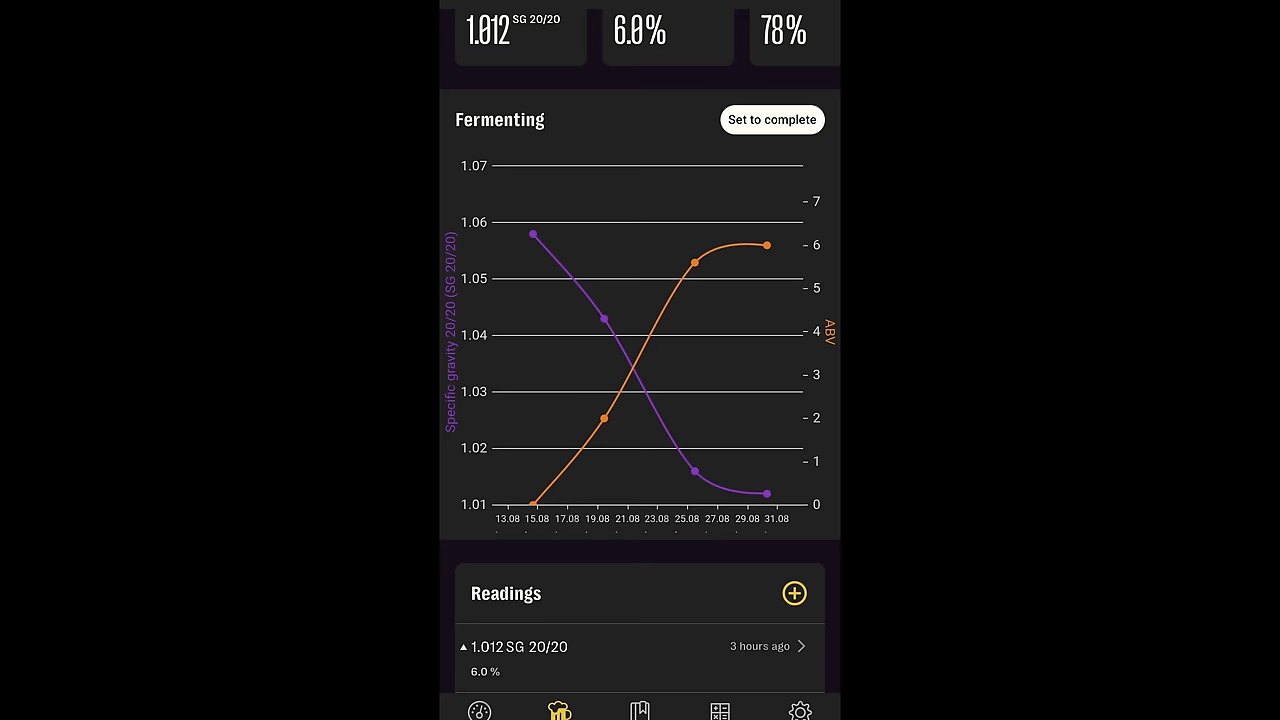 1.012 SG 20/20 6.0% 78%
Fermenting Set to complete
1.07
7
1.06
6
1.05
5
1.04
4
1.03
3
1.02
2
1
1.01
0
Specific gravity 20/20 (SG 20/20)
ABV
13.08 15.08 17.08 19.08 21.08 23.08 25.08 27.08 29.08 31.08
Readings
1.012 SG 20/20 3 hours ago
6.0 %